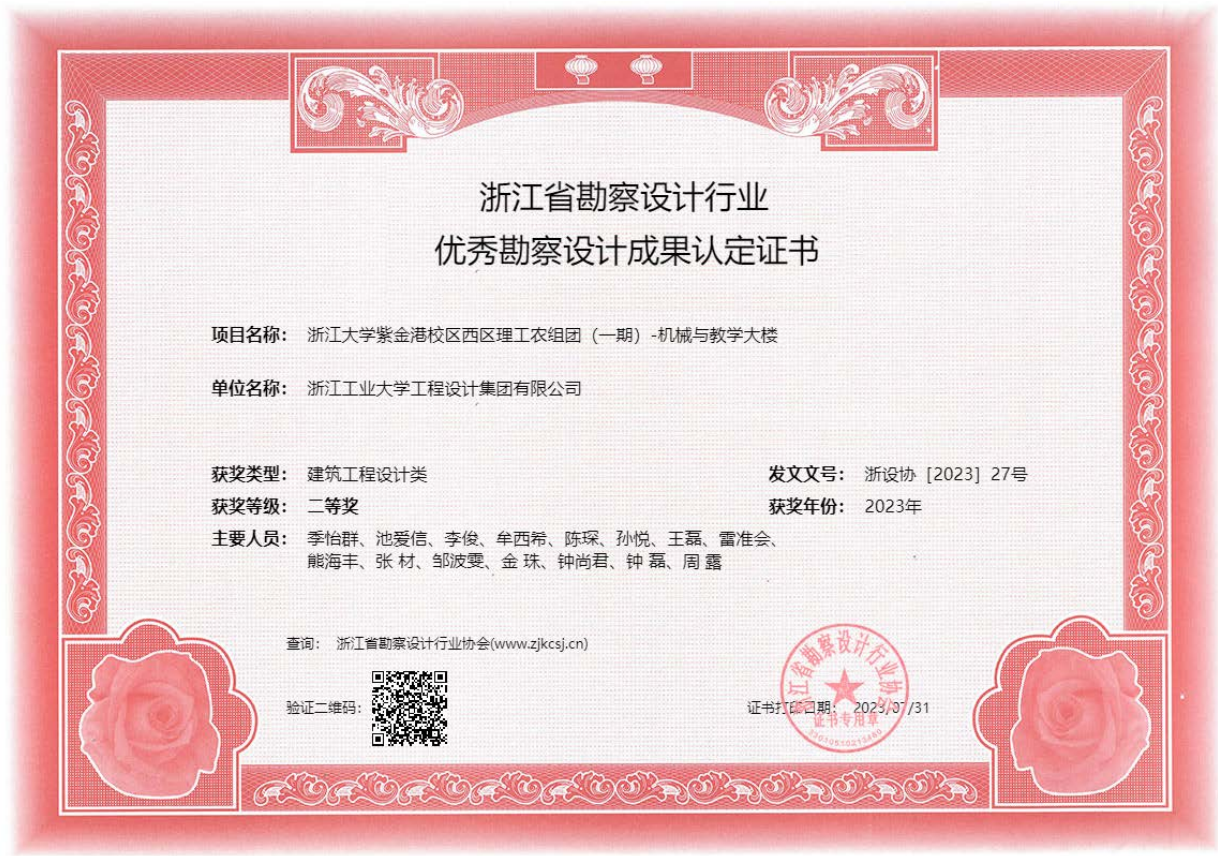 浙江省勘察设计行业
优秀勘察设计成果认定证书
项目名称： 浙江大学紫金港校区西区理工农组团（一期）-机械与教学大楼
单位名称： 浙江工业大学工程设计集团有限公司
获奖类型： 建筑工程设计类
发文文号： 浙设协［2023］27号
获奖等级： 二等奖
获奖年份： 2023年
主要人员： 季怡群、池爱信、李俊、牟西希、陈琛、孙悦、王磊、雷准会、
熊海丰、张 材、邹波雯、金 珠、钟尚君、钟 磊、周 露
查询： 浙江省勘察设计行业协会(www.zjkcsj.cn)
验证二维码：
证书打印日期： 2023/07/31
浙江省勘察设计行业协会
证书专用章